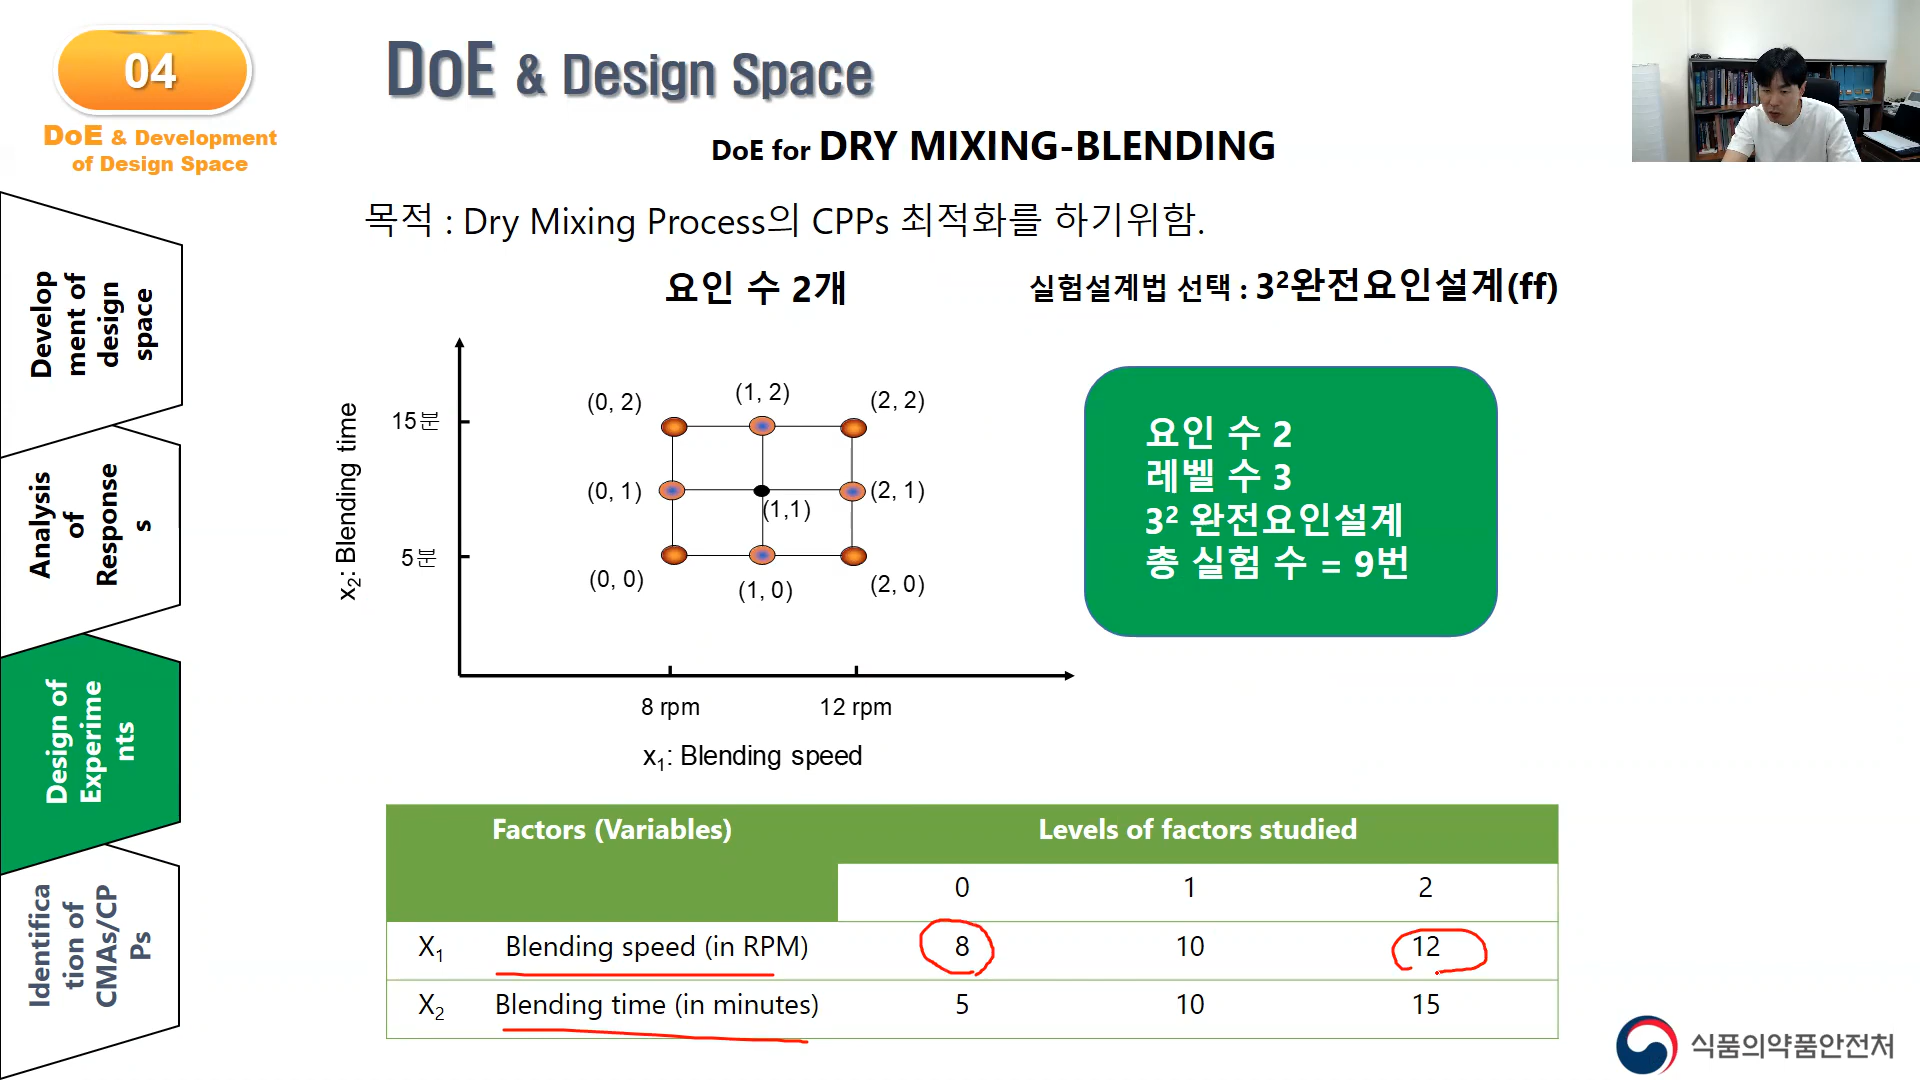 04
DoE & Development
of Design Space
DoE & Design Space
DoE for DRY MIXING-BLENDING
목적 : Dry Mixing Process의 CPPs 최적화를 하기위함.
요인 수 2개
실험설계법 선택 : 3²완전요인설계(ff)
Develop
ment of
design
space
Analysis
of
Response
s
Design of
Experime
nts
Identifica
tion of
CMAs/CP
Ps
x₂: Blending time
15분
5분
(0, 2)
(1, 2)
(2, 2)
(0, 1)
(1,1)
(2, 1)
(0, 0)
(1, 0)
(2, 0)
8 rpm
12 rpm
x₁: Blending speed
요인 수 2
레벨 수 3
3² 완전요인설계
총 실험 수 = 9번
Factors (Variables) Levels of factors studied
0 1 2
X₁ Blending speed (in RPM) 8 10 12
X₂ Blending time (in minutes) 5 10 15
식품의약품안전처